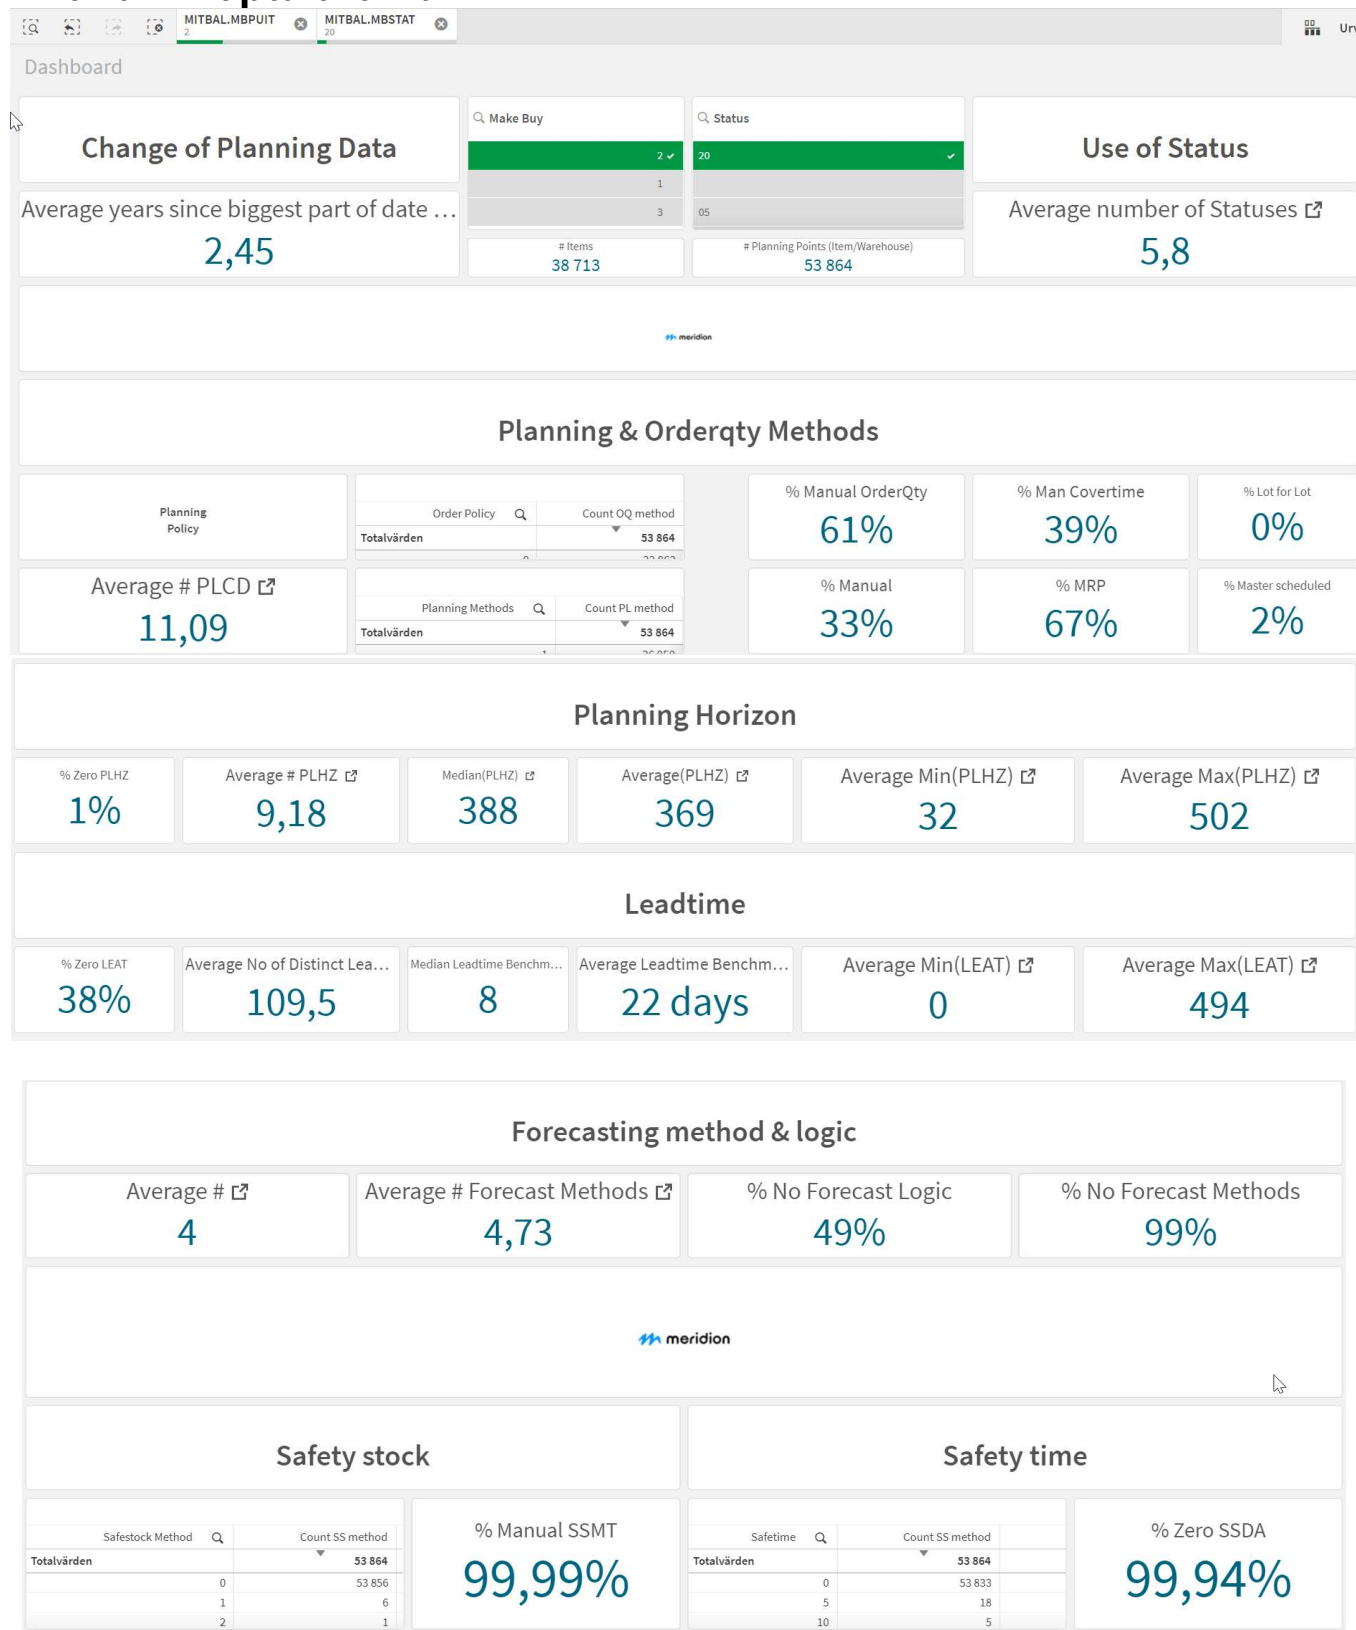 MITBAL.MBPUIT
2
MITBAL.MBSTAT
20
Dashboard
Change of Planning Data
Make Buy
Status
Use of Status
2
20
1
3
05
Average years since biggest part of date ...
2,45
# Items
38 713
# Planning Points (Item/Warehouse)
53 864
Average number of Statuses
5,8
meridion
Planning & Orderqty Methods
Planning
Policy
Order Policy
Count OQ method
Totalvärden
53 864
% Manual OrderQty
61%
% Man Covertime
39%
% Lot for Lot
0%
Average # PLCD
11,09
Planning Methods
Count PL method
Totalvärden
53 864
% Manual
33%
% MRP
67%
% Master scheduled
2%
Planning Horizon
% Zero PLHZ
1%
Average # PLHZ
9,18
Median(PLHZ)
388
Average(PLHZ)
369
Average Min(PLHZ)
32
Average Max(PLHZ)
502
Leadtime
% Zero LEAT
38%
Average No of Distinct Lea...
109,5
Median Leadtime Benchm...
8
Average Leadtime Benchm...
22 days
Average Min(LEAT)
0
Average Max(LEAT)
494
Forecasting method & logic
Average #
4
Average # Forecast Methods
4,73
% No Forecast Logic
49%
% No Forecast Methods
99%
meridion
Safety stock
Safety time
Safestock Method
Count SS method
Totalvärden
53 864
0
53 856
1
6
2
1
% Manual SSMT
99,99%
Safetime
Count SS method
Totalvärden
53 864
0
53 833
5
18
10
5
% Zero SSDA
99,94%